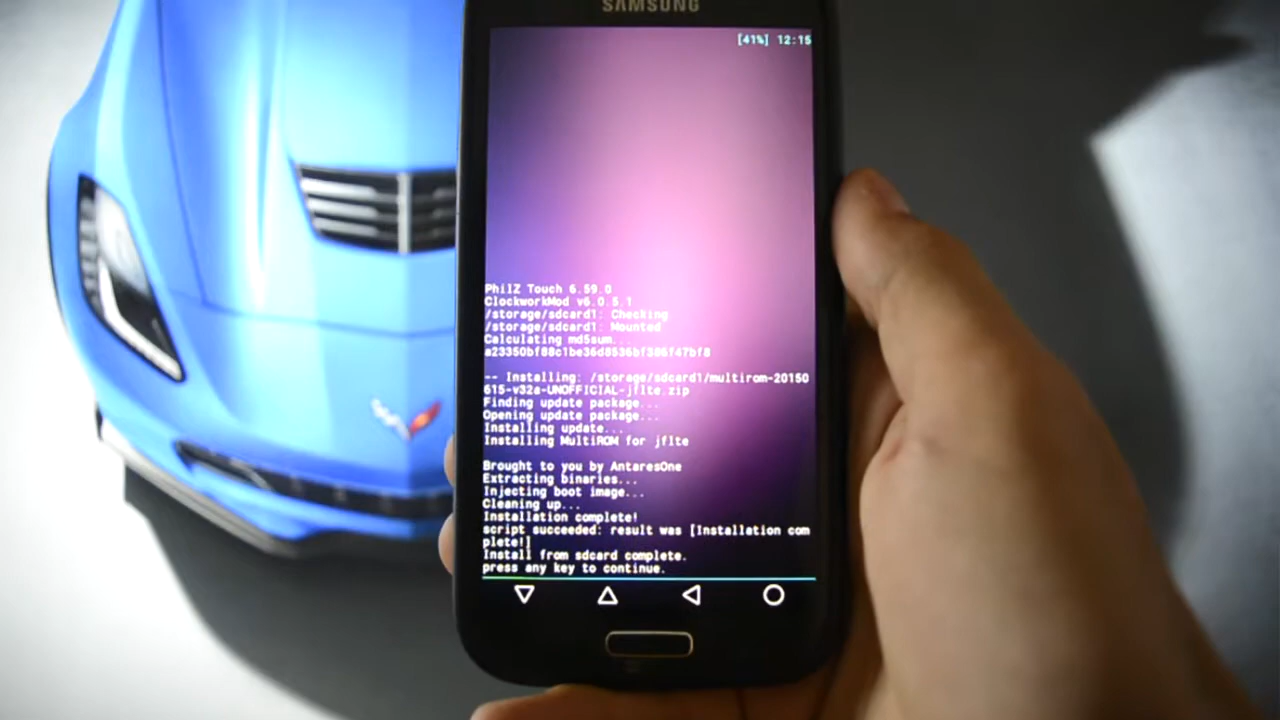 SAMSUNG
[41%] 12:15
PhilZ Touch 6.59.0
ClockworkMod v6.0.5.1
/storage/sdcard1: Checking
/storage/sdcard1: Mounted
Calculating md5sum...
a23350bf88c1be36d8536bf386f47bf8
-- Installing: /storage/sdcard1/multirom-20150
615-v32a-UNOFFICIAL-jflte.zip
Finding update package...
Opening update package...
Installing update...
Installing MultiROM for jflte
Brought to you by AntaresOne
Extracting binaries...
Injecting boot image...
Cleaning up...
Installation complete!
script succeeded: result was [Installation com
plete!]
Install from sdcard complete.
press any key to continue.